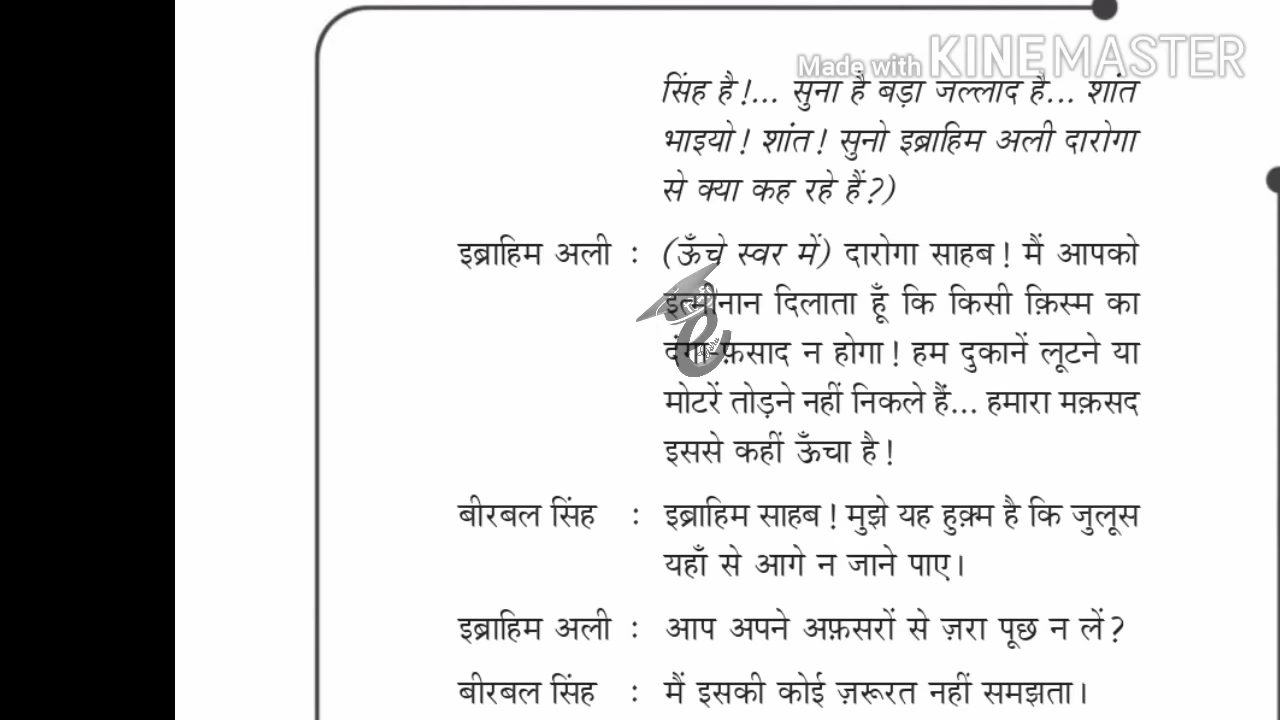 Made with KINEMASTER
सिंह है!... सुना है बड़ा जल्लाद है... शांत
भाइयो! शांत! सुनो इब्राहिम अली दारोगा
से क्या कह रहे हैं?)
इब्राहिम अली : (ऊँचे स्वर में) दारोगा साहब! मैं आपको
इत्मीनान दिलाता हूँ कि किसी क़िस्म का
दंगा-फ़साद न होगा! हम दुकानें लूटने या
मोटरें तोड़ने नहीं निकले हैं... हमारा मक़सद
इससे कहीं ऊँचा है!
बीरबल सिंह : इब्राहिम साहब! मुझे यह हुक़्म है कि जुलूस
यहाँ से आगे न जाने पाए।
इब्राहिम अली : आप अपने अफ़सरों से ज़रा पूछ न लें?
बीरबल सिंह : मैं इसकी कोई ज़रूरत नहीं समझता।